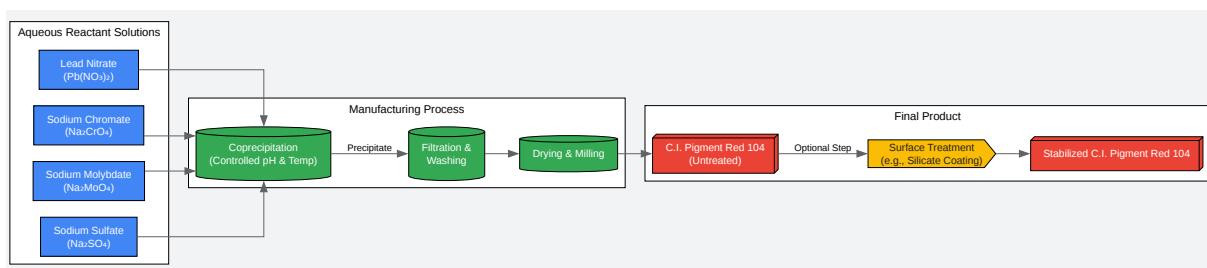 Aqueous Reactant Solutions
Lead Nitrate
(Pb(NO₃)₂)
Sodium Chromate
(Na₂CrO₄)
Sodium Molybdate
(Na₂MoO₄)
Sodium Sulfate
(Na₂SO₄)
Manufacturing Process
Coprecipitation
(Controlled pH & Temp)
Precipitate
Filtration &
Washing
Drying & Milling
Final Product
C.I. Pigment Red 104
(Untreated)
Optional Step
Surface Treatment
(e.g., Silicate Coating)
Stabilized C.I. Pigment Red 104